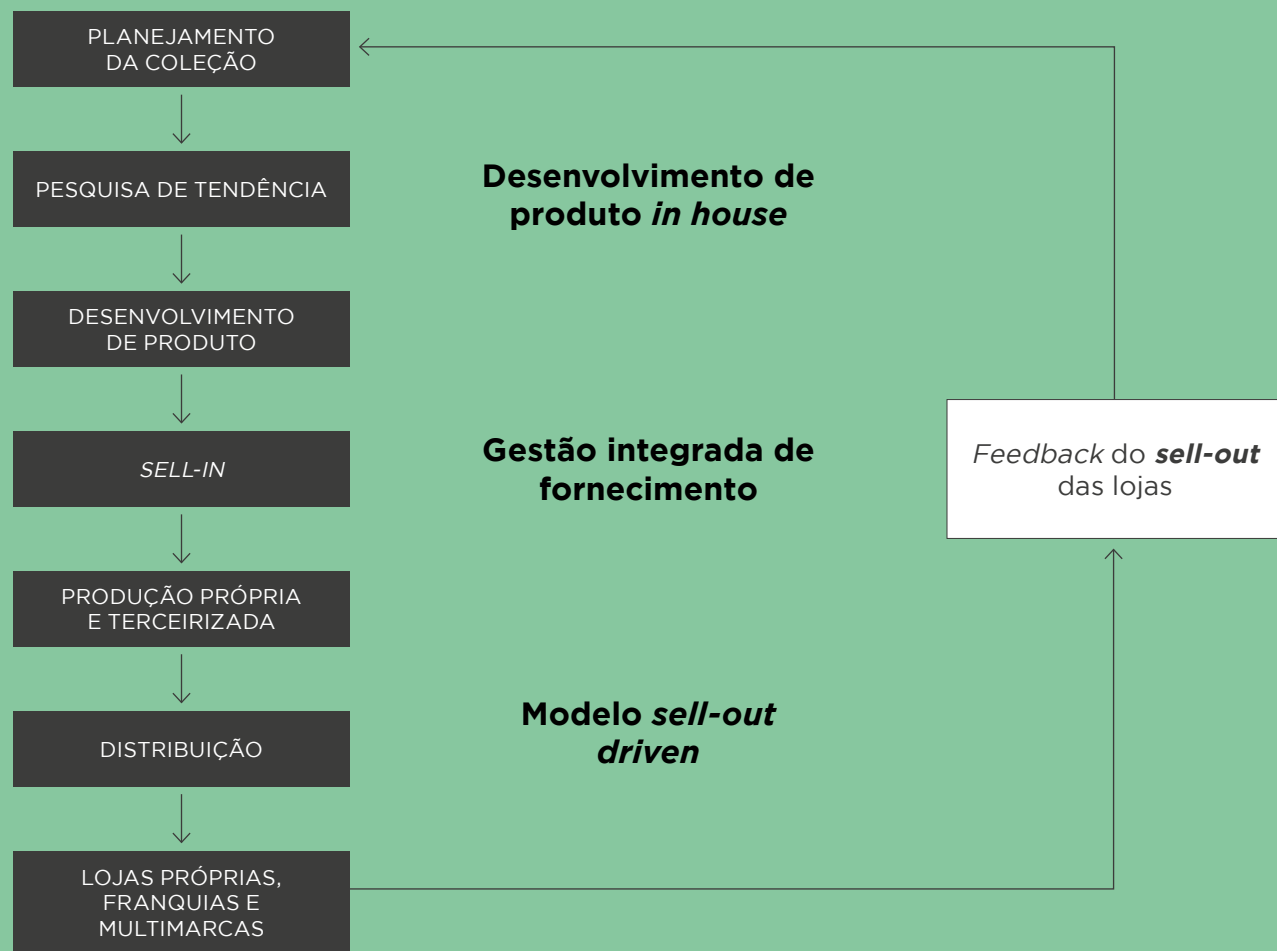 PLANEJAMENTO
DA COLEÇÃO
PESQUISA DE TENDÊNCIA
DESENVOLVIMENTO
DE PRODUTO
SELL-IN
PRODUÇÃO PRÓPRIA
E TERCEIRIZADA
DISTRIBUIÇÃO
LOJAS PRÓPRIAS,
FRANQUIAS E
MULTIMARCAS
Desenvolvimento de
produto in house
Gestão integrada de
fornecimento
Modelo sell-out
driven
Feedback do sell-out
das lojas